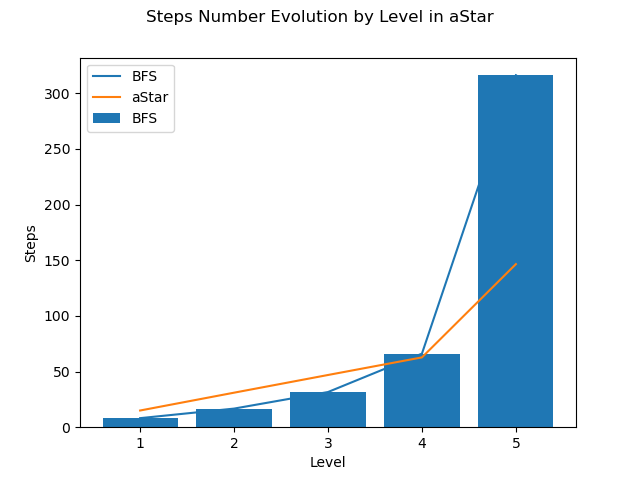 Steps Number Evolution by Level in aStar
BFS
aStar
BFS
300
250
200
150
100
50
0
Steps
1 2 3 4 5
Level